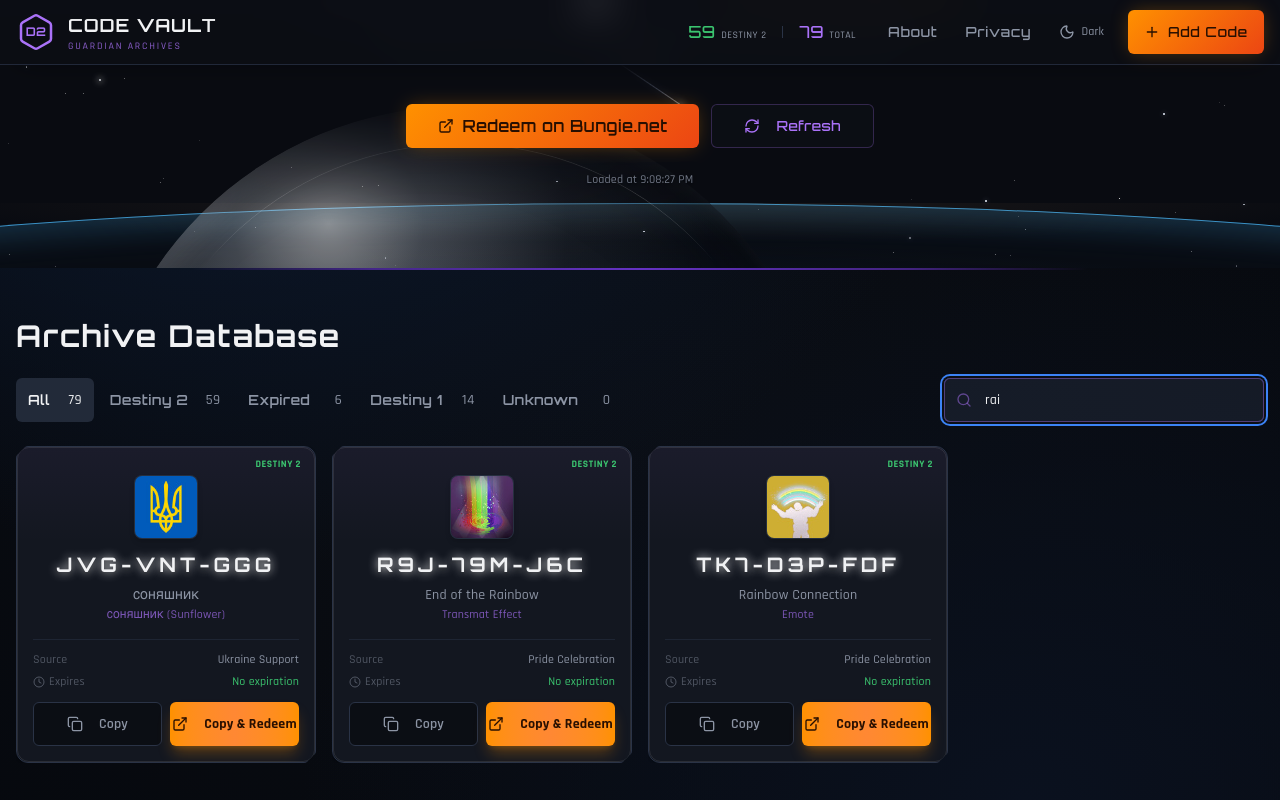 D2
CODE VAULT
GUARDIAN ARCHIVES
59 DESTINY 2
79 TOTAL
About
Privacy
Dark
+ Add Code
Redeem on Bungie.net
Refresh
Loaded at 9:08:27 PM
Archive Database
All 79
Destiny 2 59
Expired 6
Destiny 1 14
Unknown 0
rai
DESTINY 2
JVG-VNT-GGG
соняшник
соняшник (Sunflower)
Source Ukraine Support
Expires No expiration
Copy
Copy & Redeem
DESTINY 2
R9J-79M-J6C
End of the Rainbow
Transmat Effect
Source Pride Celebration
Expires No expiration
Copy
Copy & Redeem
DESTINY 2
TK7-D3P-FDF
Rainbow Connection
Emote
Source Pride Celebration
Expires No expiration
Copy
Copy & Redeem